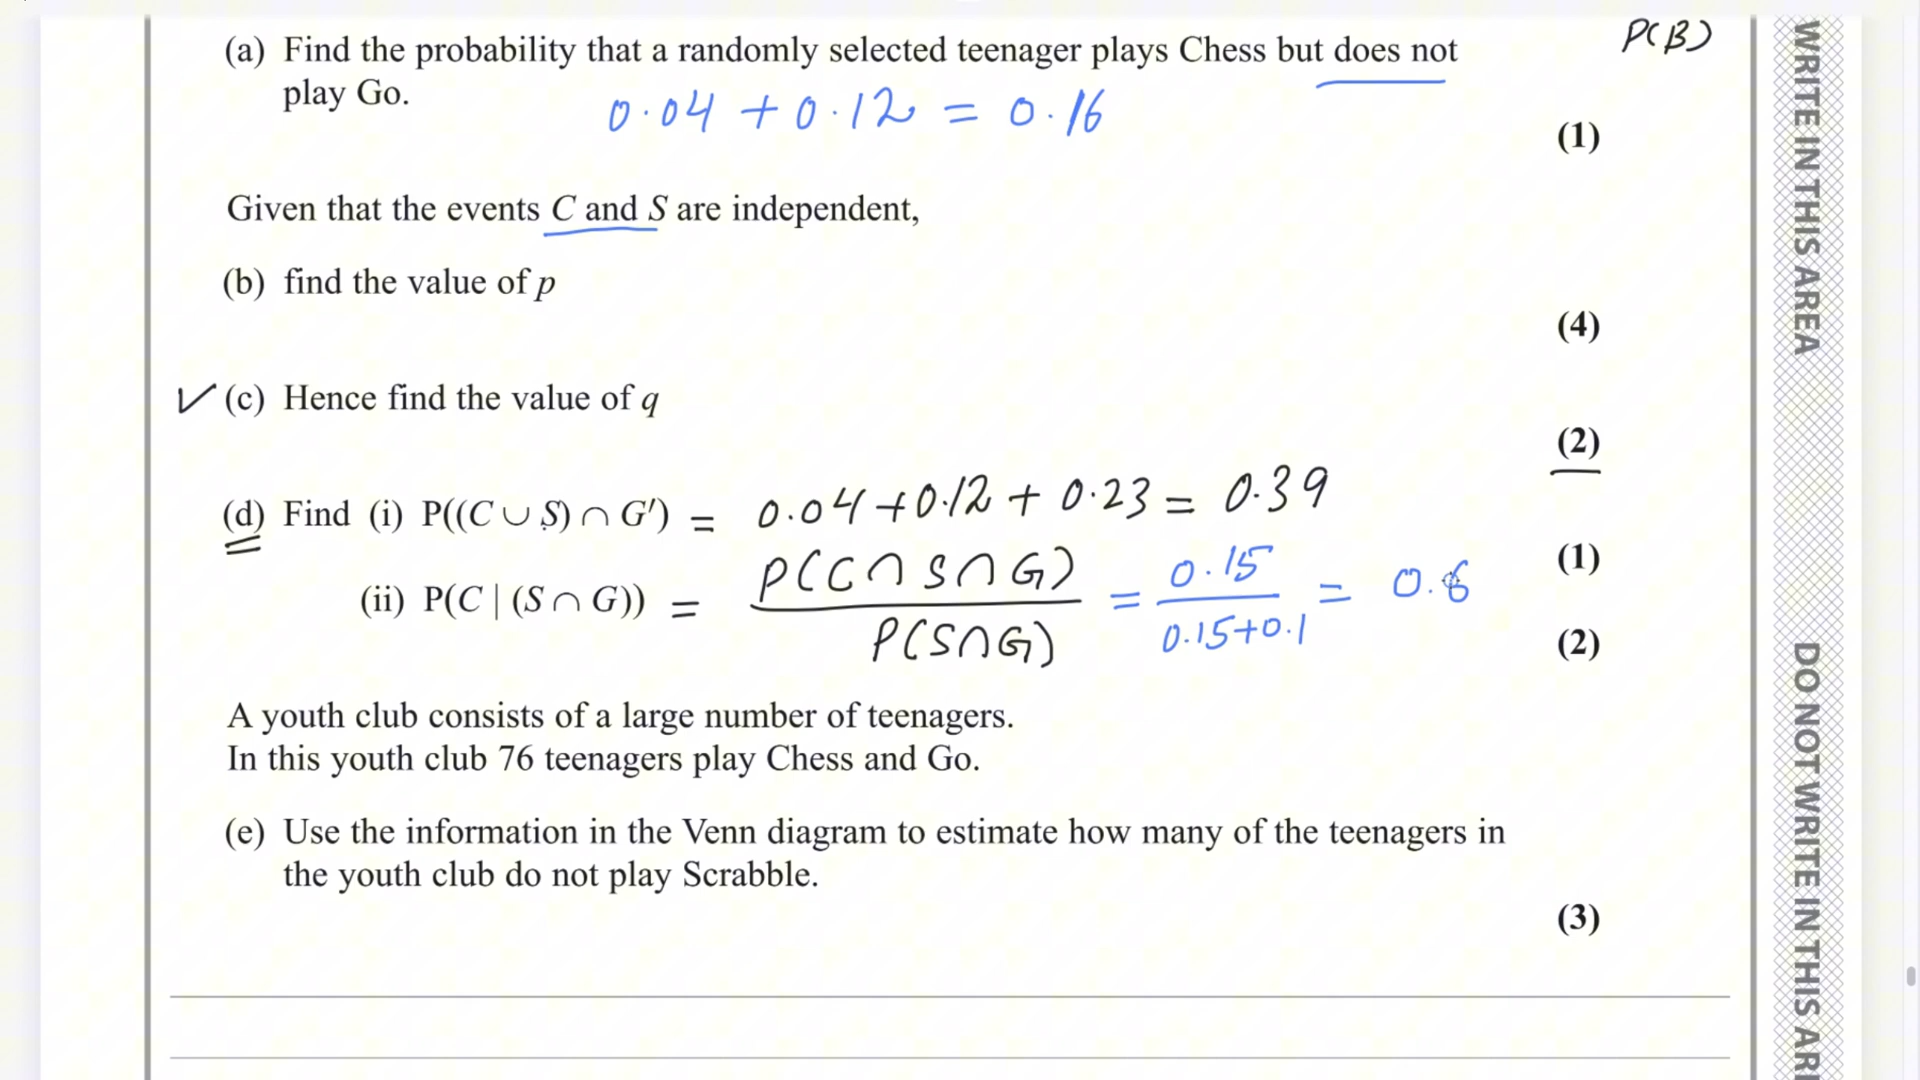 P(B)
(a) Find the probability that a randomly selected teenager plays Chess but does not
play Go.
0.04 + 0.12 = 0.16
(1)
Given that the events C and S are independent,
(b) find the value of p
(4)
✓ (c) Hence find the value of q
(2)
(d) Find (i) P((C ∪ S) ∩ G′) = 0.04 + 0.12 + 0.23 = 0.39
(1)
(ii) P(C | (S ∩ G)) = P(C ∩ S ∩ G) / P(S ∩ G) = 0.15 / 0.15+0.1 = 0.6
(2)
A youth club consists of a large number of teenagers.
In this youth club 76 teenagers play Chess and Go.
(e) Use the information in the Venn diagram to estimate how many of the teenagers in
the youth club do not play Scrabble.
(3)
WRITE IN THIS AREA
DO NOT WRITE IN THIS AR